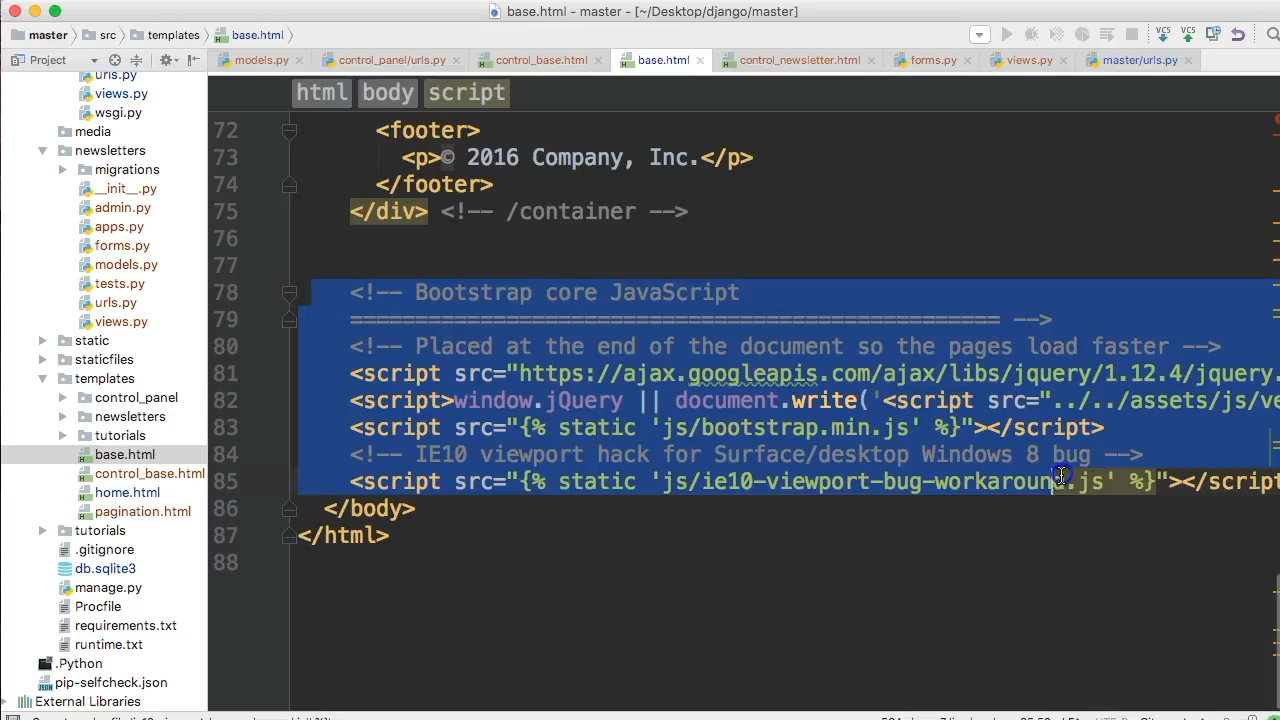 base.html - master - [~/Desktop/django/master]
master src templates base.html
Project
models.py control_panel/urls.py control_base.html base.html control_newsletter.html forms.py views.py master/urls.py
html body script
urls.py
views.py
wsgi.py
media
newsletters
migrations
__init__.py
admin.py
apps.py
forms.py
models.py
tests.py
urls.py
views.py
static
staticfiles
templates
control_panel
newsletters
tutorials
base.html
control_base.html
home.html
pagination.html
tutorials
.gitignore
db.sqlite3
manage.py
Procfile
requirements.txt
runtime.txt
.Python
pip-selfcheck.json
External Libraries
72 <footer>
73 <p>© 2016 Company, Inc.</p>
74 </footer>
75 </div> <!-- /container -->
76
77
78 <!-- Bootstrap core JavaScript
79 ================================================== -->
80 <!-- Placed at the end of the document so the pages load faster -->
81 <script src="https://ajax.googleapis.com/ajax/libs/jquery/1.12.4/jquery.
82 <script>window.jQuery || document.write('<script src="../../assets/js/ve
83 <script src="{% static 'js/bootstrap.min.js' %}"></script>
84 <!-- IE10 viewport hack for Surface/desktop Windows 8 bug -->
85 <script src="{% static 'js/ie10-viewport-bug-workaround.js' %}"></script
86 </body>
87 </html>
88